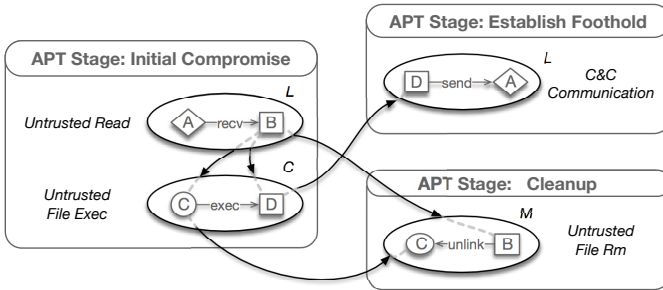 APT Stage: Initial Compromise
L
Untrusted Read
A recv B
C
Untrusted
File Exec
C exec D
APT Stage: Establish Foothold
L
D send A
C&C
Communication
APT Stage: Cleanup
M
C unlink B
Untrusted
File Rm